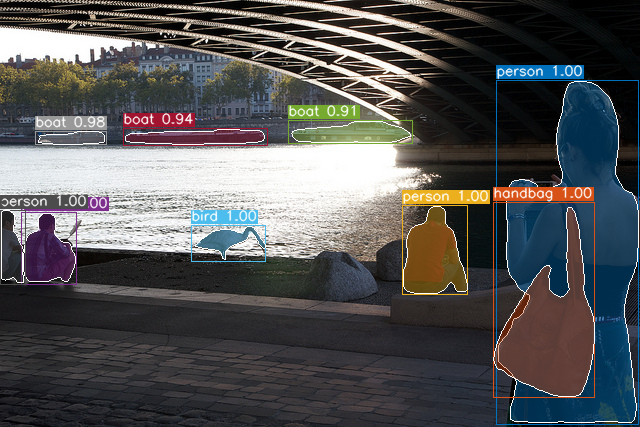 person 1.00
boat 0.91
boat 0.94
boat 0.98
person 1.00
handbag 1.00
person 1.00
00
bird 1.00